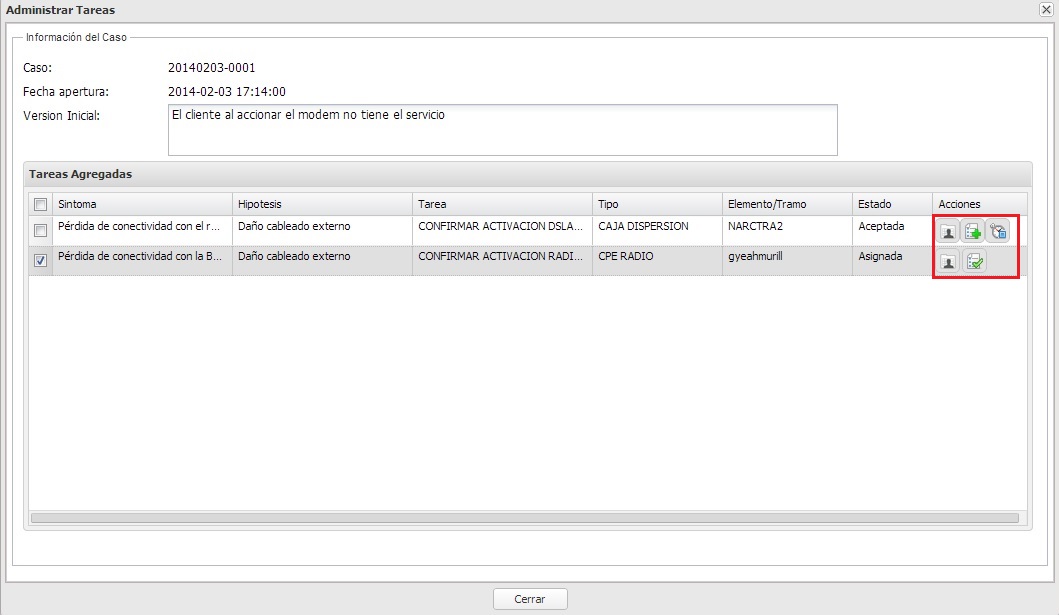 Administrar Tareas
Información del Caso
Caso: 20140203-0001
Fecha apertura: 2014-02-03 17:14:00
Version Inicial: El cliente al accionar el modem no tiene el servicio
Tareas Agregadas
Sintoma Hipotesis Tarea Tipo Elemento/Tramo Estado Acciones
Pérdida de conectividad con el r... Daño cableado externo CONFIRMAR ACTIVACION DSLA... CAJA DISPERSION NARCTRA2 Aceptada
Pérdida de conectividad con la B... Daño cableado externo CONFIRMAR ACTIVACION RADI... CPE RADIO gyeahmurill Asignada
Cerrar